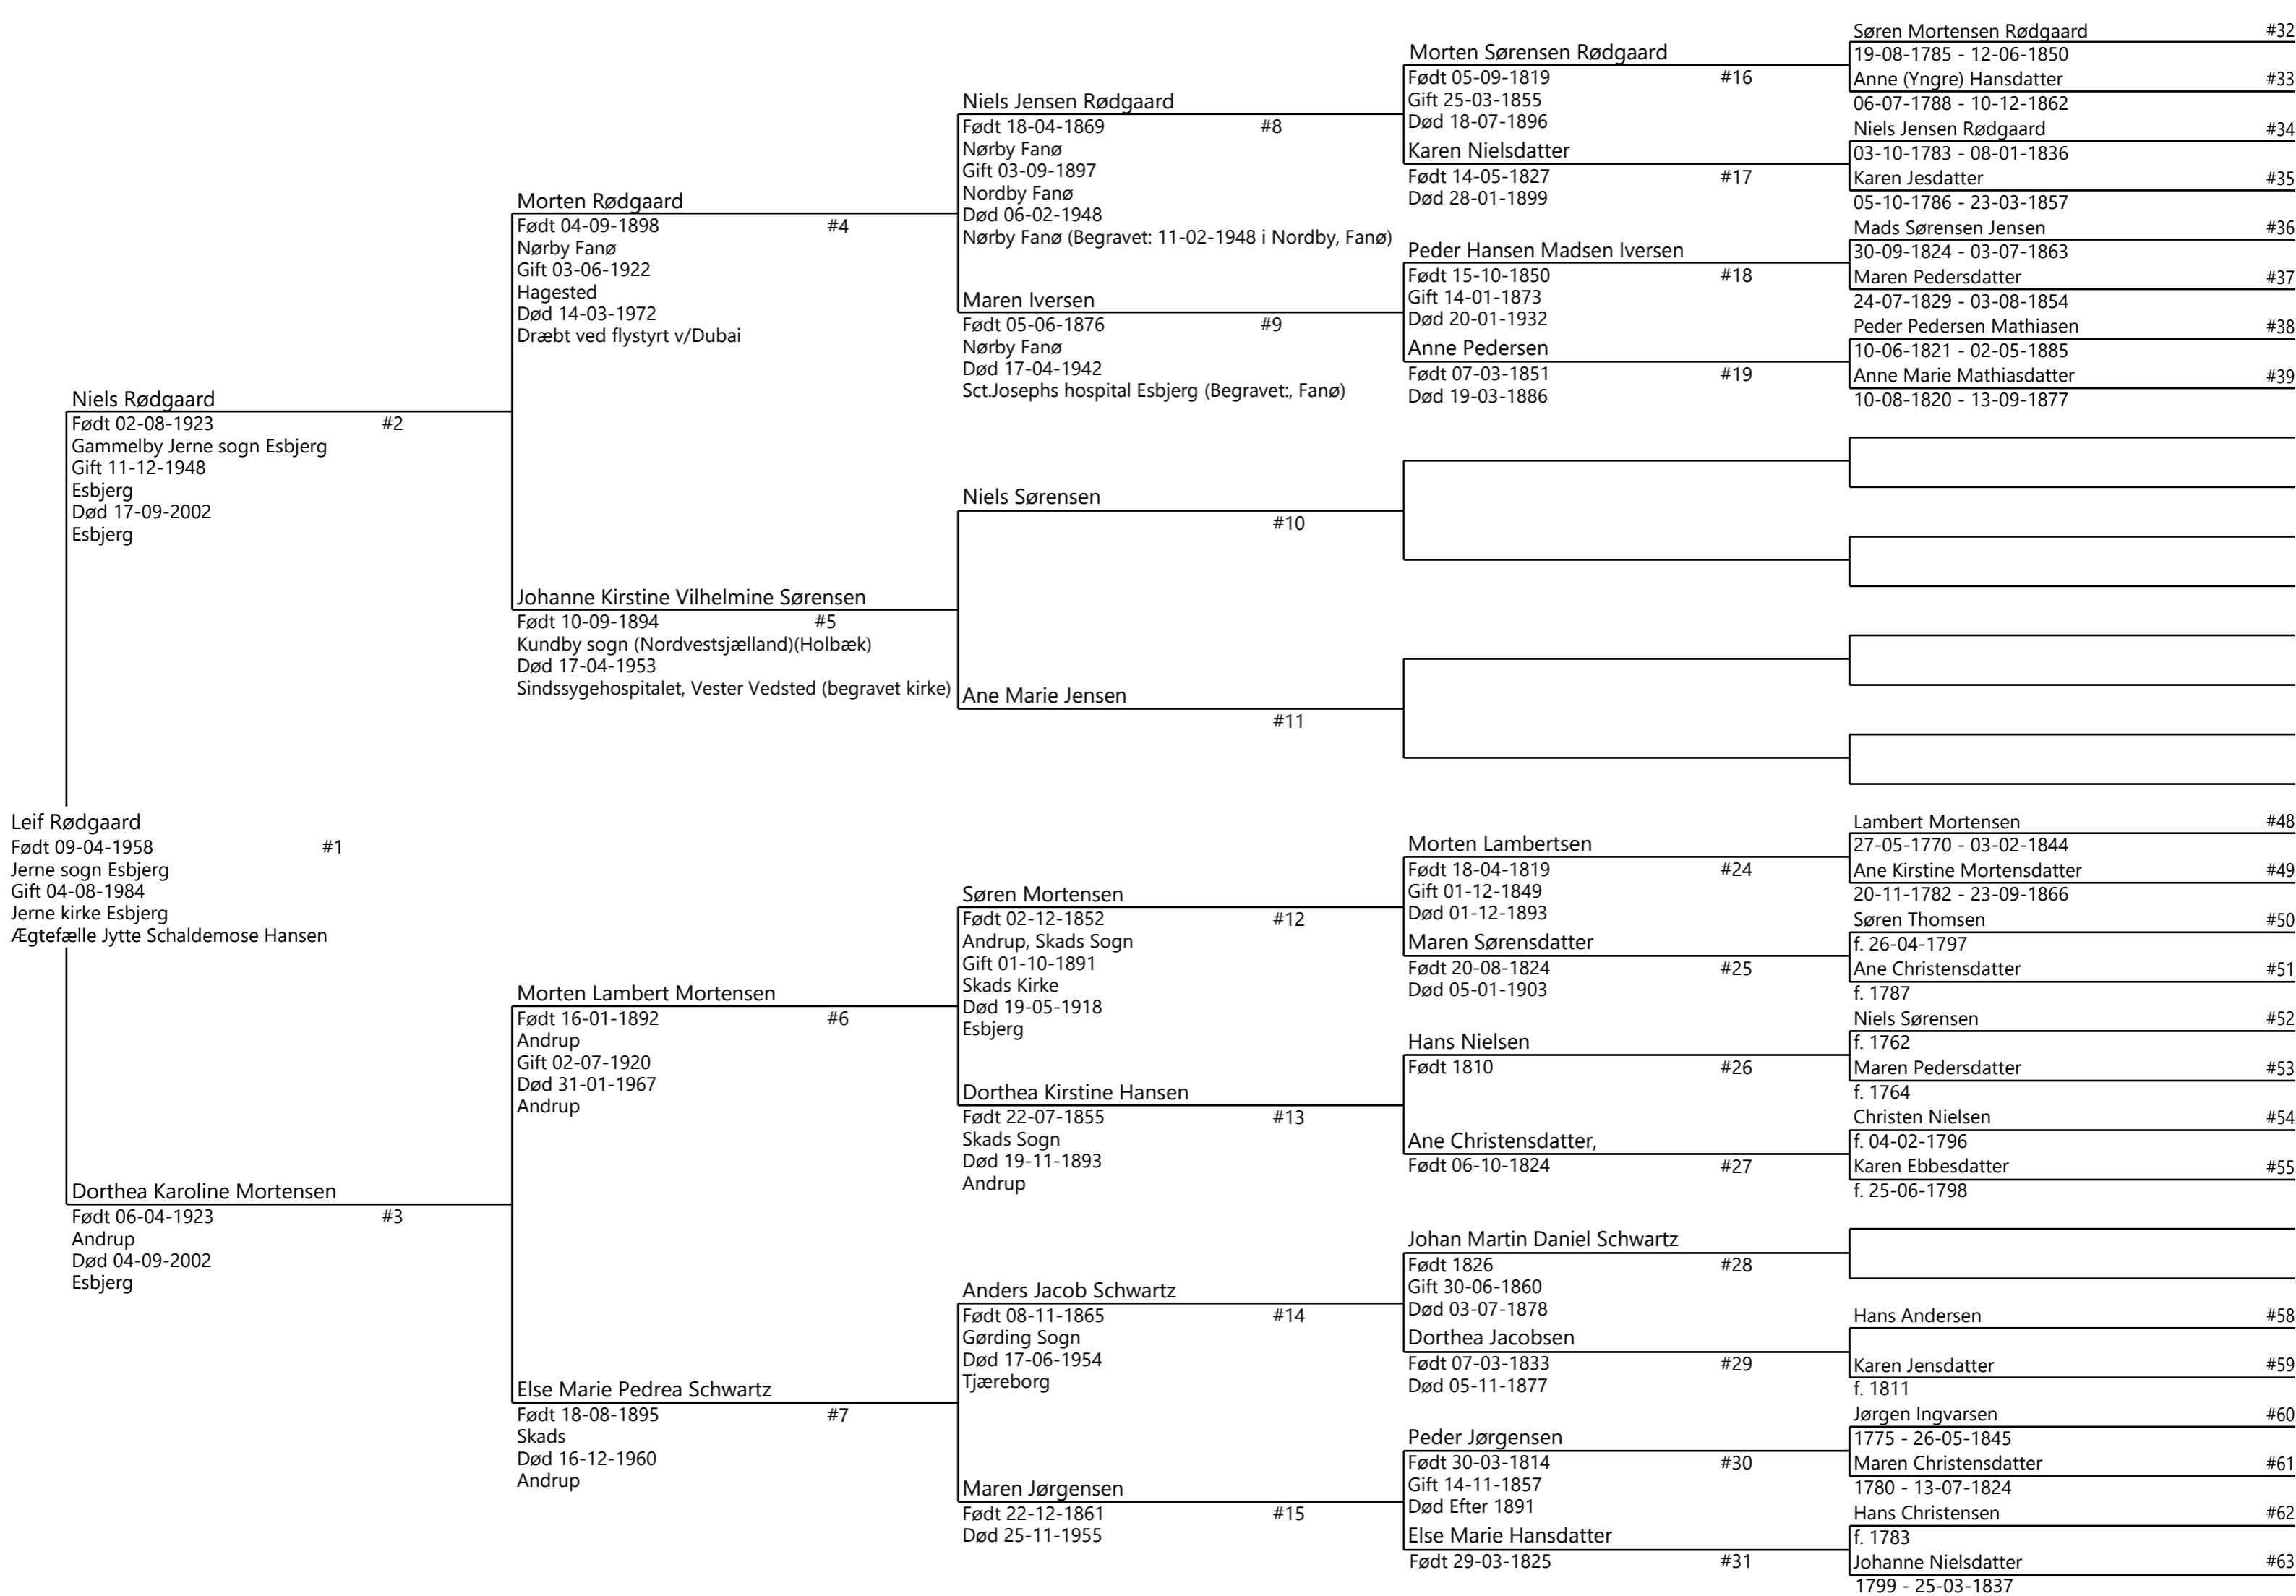 Leif Rødgaard
Født 09-04-1958 #1
Jerne sogn Esbjerg
Gift 04-08-1984
Jerne kirke Esbjerg
Ægtefælle Jytte Schaldemose Hansen
Niels Rødgaard
Født 02-08-1923 #2
Gammelby Jerne sogn Esbjerg
Gift 11-12-1948
Esbjerg
Død 17-09-2002
Esbjerg
Dorthea Karoline Mortensen
Født 06-04-1923 #3
Andrup
Død 04-09-2002
Esbjerg
Morten Rødgaard
Født 04-09-1898 #4
Nørby Fanø
Gift 03-06-1922
Hagested
Død 14-03-1972
Dræbt ved flystyrt v/Dubai
Johanne Kirstine Vilhelmine Sørensen
Født 10-09-1894 #5
Kundby sogn (Nordvestsjælland)(Holbæk)
Død 17-04-1953
Sindssygehospitalet, Vester Vedsted (begravet kirke)
Morten Lambert Mortensen
Født 16-01-1892 #6
Andrup
Gift 02-07-1920
Død 31-01-1967
Andrup
Else Marie Pedrea Schwartz
Født 18-08-1895 #7
Skads
Død 16-12-1960
Andrup
Niels Jensen Rødgaard
Født 18-04-1869 #8
Nørby Fanø
Gift 03-09-1897
Nordby Fanø
Død 06-02-1948
Nørby Fanø (Begravet: 11-02-1948 i Nordby, Fanø)
Maren Iversen
Født 05-06-1876 #9
Nørby Fanø
Død 17-04-1942
Sct.Josephs hospital Esbjerg (Begravet:, Fanø)
Niels Sørensen
#10
Ane Marie Jensen
#11
Søren Mortensen
Født 02-12-1852 #12
Andrup, Skads Sogn
Gift 01-10-1891
Skads Kirke
Død 19-05-1918
Esbjerg
Dorthea Kirstine Hansen
Født 22-07-1855 #13
Skads Sogn
Død 19-11-1893
Andrup
Anders Jacob Schwartz
Født 08-11-1865 #14
Gørding Sogn
Død 17-06-1954
Tjæreborg
Maren Jørgensen
Født 22-12-1861 #15
Død 25-11-1955
Morten Sørensen Rødgaard
Født 05-09-1819 #16
Gift 25-03-1855
Død 18-07-1896
Karen Nielsdatter
Født 14-05-1827 #17
Død 28-01-1899
Peder Hansen Madsen Iversen
Født 15-10-1850 #18
Gift 14-01-1873
Død 20-01-1932
Anne Pedersen
Født 07-03-1851 #19
Død 19-03-1886
Morten Lambertsen
Født 18-04-1819 #24
Gift 01-12-1849
Død 01-12-1893
Maren Sørensdatter
Født 20-08-1824 #25
Død 05-01-1903
Hans Nielsen
Født 1810 #26
Ane Christensdatter,
Født 06-10-1824 #27
Johan Martin Daniel Schwartz
Født 1826 #28
Gift 30-06-1860
Død 03-07-1878
Dorthea Jacobsen
Født 07-03-1833 #29
Død 05-11-1877
Peder Jørgensen
Født 30-03-1814 #30
Gift 14-11-1857
Død Efter 1891
Else Marie Hansdatter
Født 29-03-1825 #31
Søren Mortensen Rødgaard #32
19-08-1785 - 12-06-1850
Anne (Yngre) Hansdatter #33
06-07-1788 - 10-12-1862
Niels Jensen Rødgaard #34
03-10-1783 - 08-01-1836
Karen Jesdatter #35
05-10-1786 - 23-03-1857
Mads Sørensen Jensen #36
30-09-1824 - 03-07-1863
Maren Pedersdatter #37
24-07-1829 - 03-08-1854
Peder Pedersen Mathiasen #38
10-06-1821 - 02-05-1885
Anne Marie Mathiasdatter #39
10-08-1820 - 13-09-1877
Lambert Mortensen #48
27-05-1770 - 03-02-1844
Ane Kirstine Mortensdatter #49
20-11-1782 - 23-09-1866
Søren Thomsen #50
f. 26-04-1797
Ane Christensdatter #51
f. 1787
Niels Sørensen #52
f. 1762
Maren Pedersdatter #53
f. 1764
Christen Nielsen #54
f. 04-02-1796
Karen Ebbesdatter #55
f. 25-06-1798
Hans Andersen #58
Karen Jensdatter #59
f. 1811
Jørgen Ingvarsen #60
1775 - 26-05-1845
Maren Christensdatter #61
1780 - 13-07-1824
Hans Christensen #62
f. 1783
Johanne Nielsdatter #63
1799 - 25-03-1837